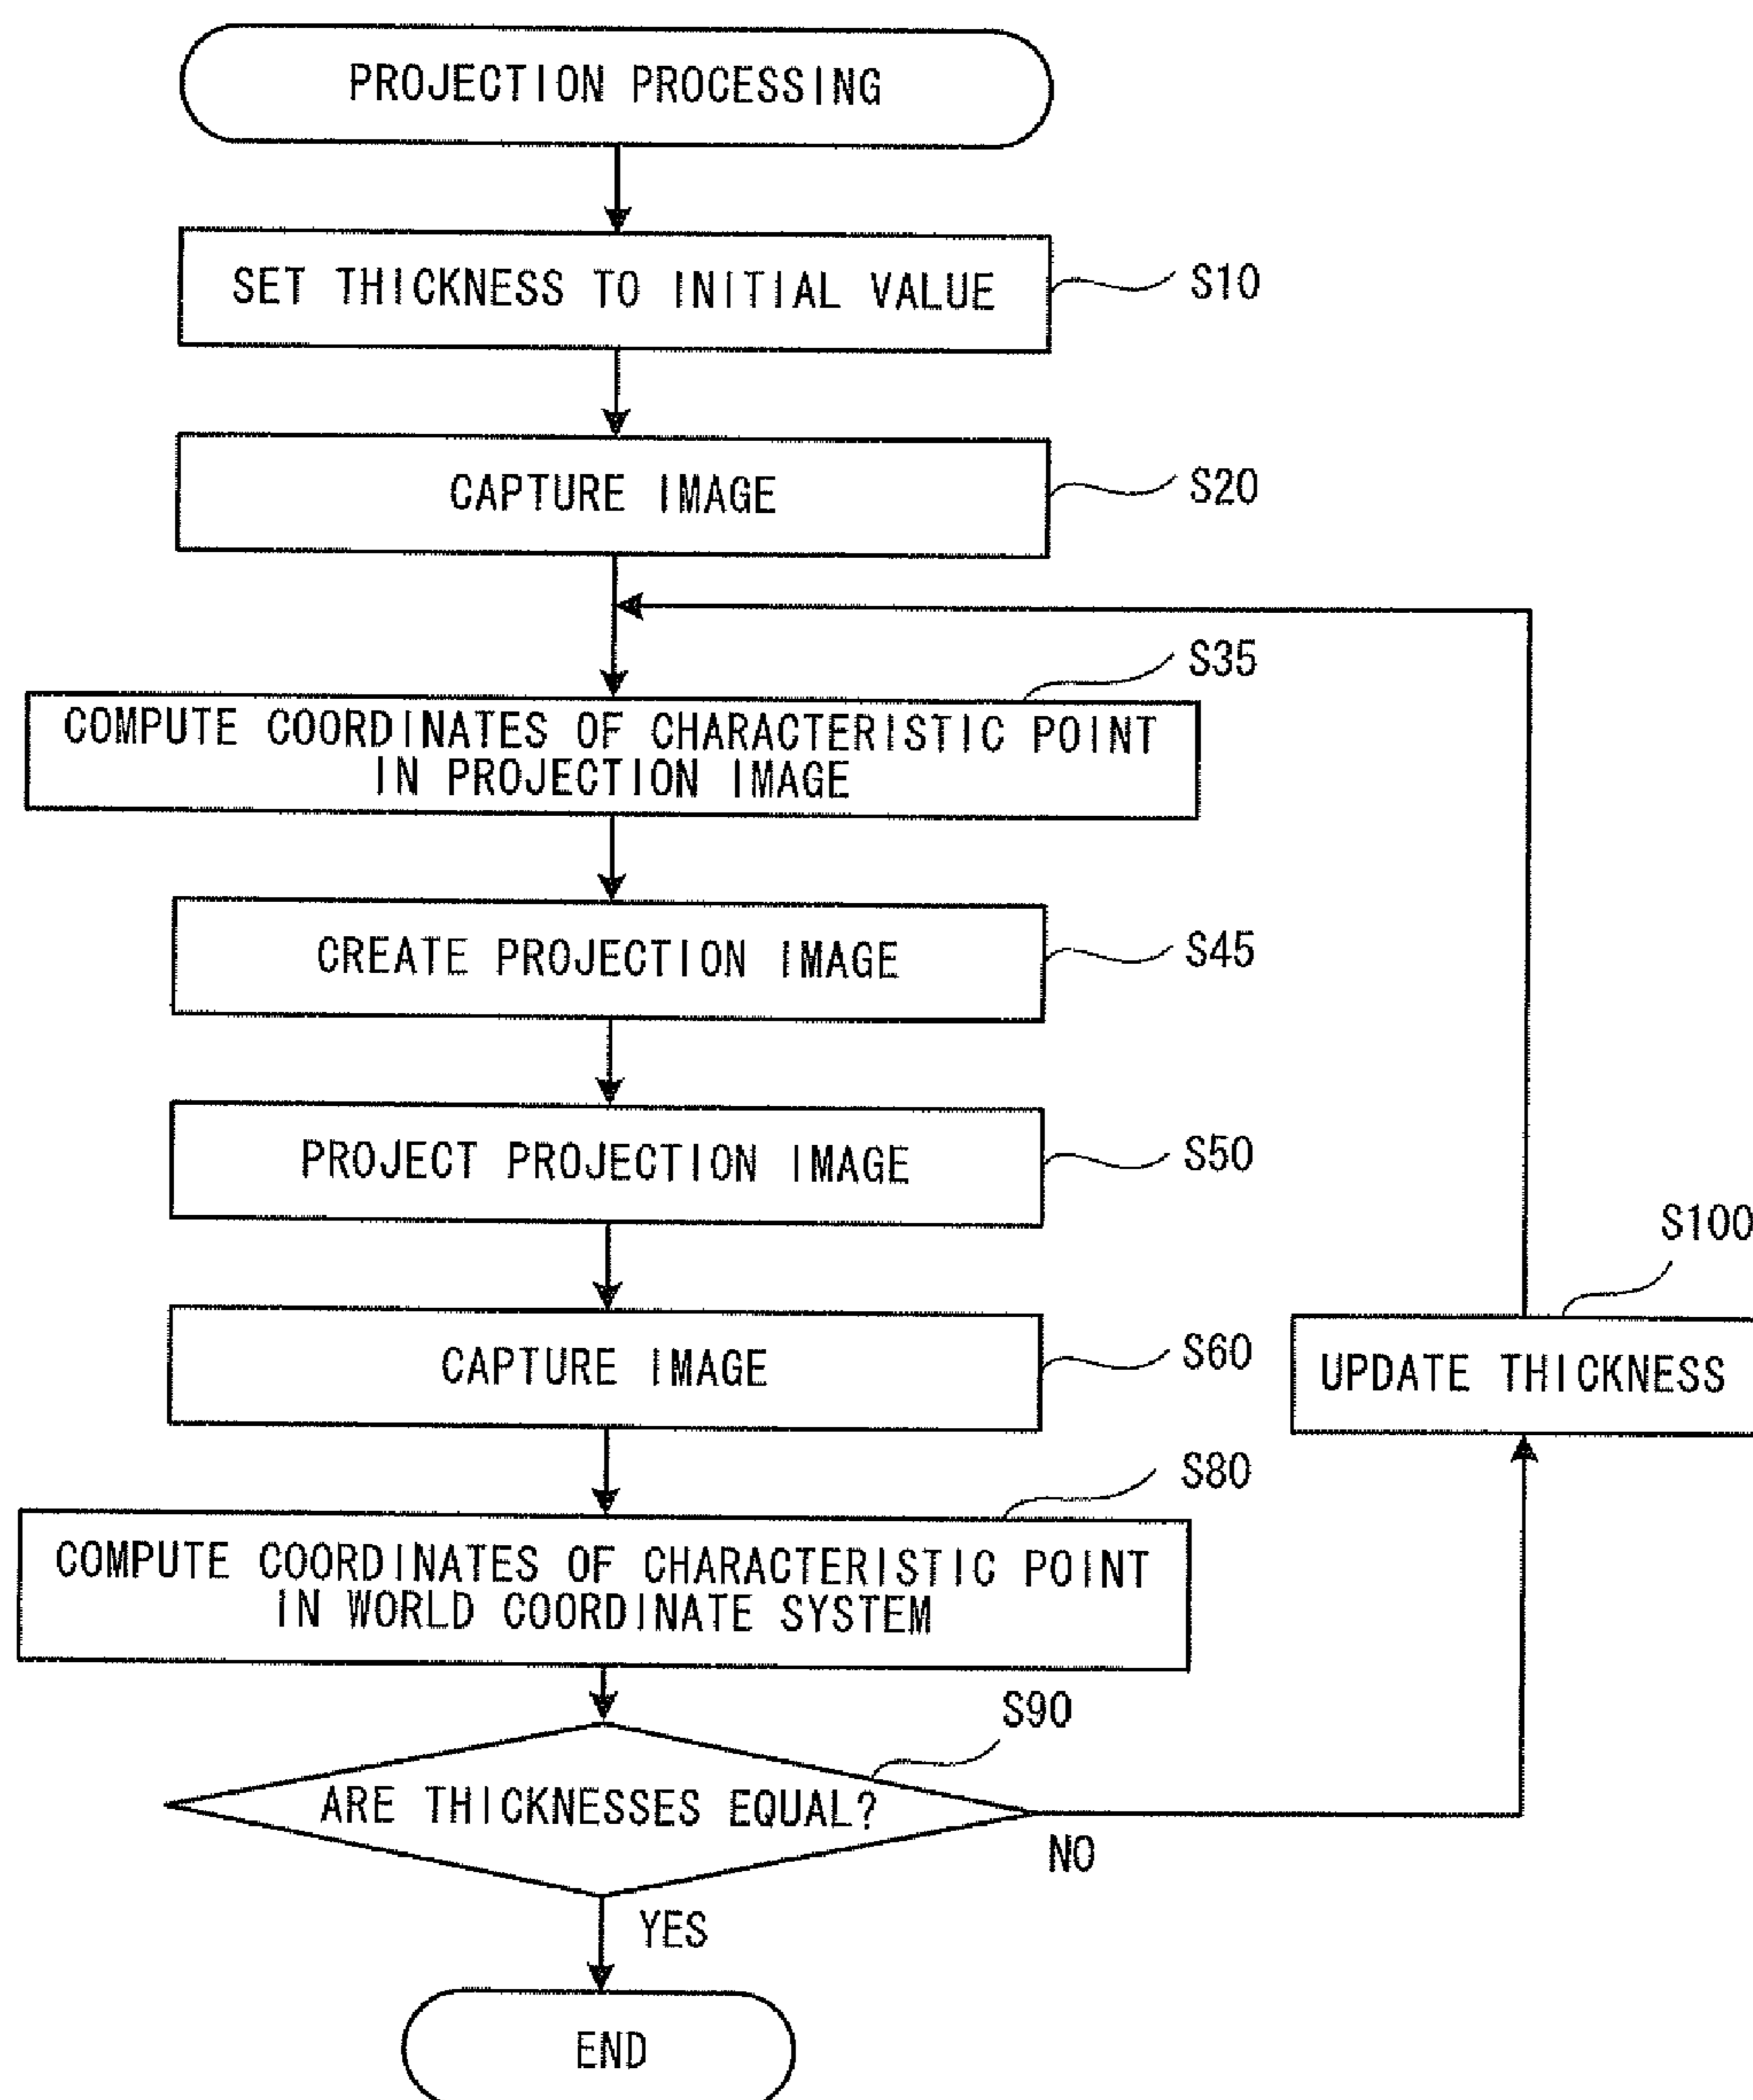 PROJECTION PROCESSING
SET THICKNESS TO INITIAL VALUE
S10
CAPTURE IMAGE
S20
S35
COMPUTE COORDINATES OF CHARACTERISTIC POINT
IN PROJECTION IMAGE
CREATE PROJECTION IMAGE
S45
PROJECT PROJECTION IMAGE
S50
S100
CAPTURE IMAGE
S60
UPDATE THICKNESS
S80
COMPUTE COORDINATES OF CHARACTERISTIC POINT
IN WORLD COORDINATE SYSTEM
S90
ARE THICKNESSES EQUAL?
NO
YES
END